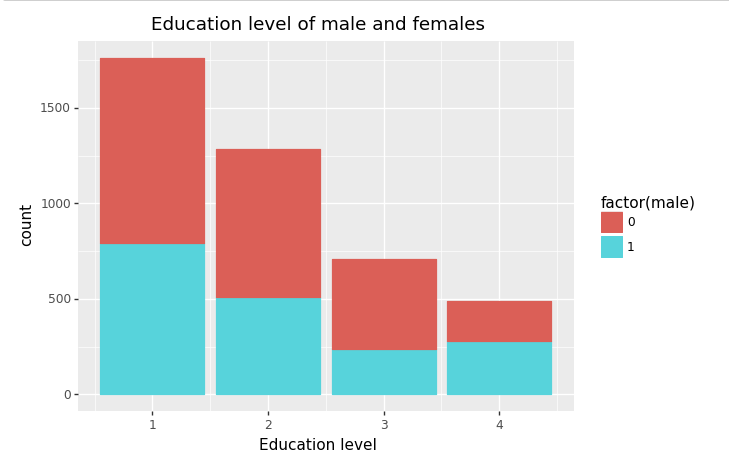 Education level of male and females
1500
1000
500
0
count
1
2
3
4
Education level
factor(male)
0
1